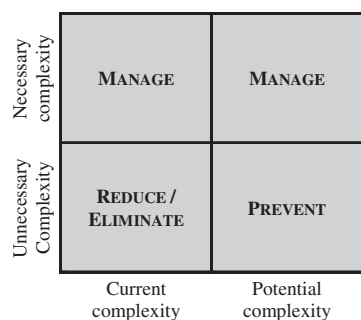 Necessary
complexity
MANAGE
MANAGE
Unnecessary
Complexity
REDUCE /
ELIMINATE
PREVENT
Current
complexity
Potential
complexity